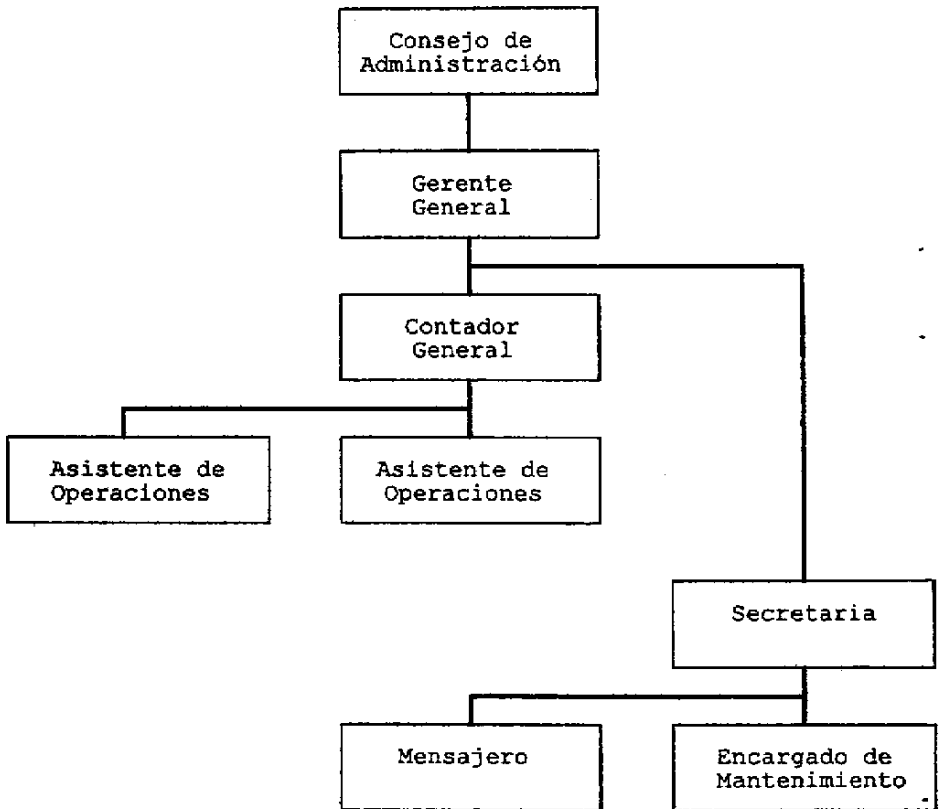 Consejo de
Administración
Gerente
General
Contador
General
Asistente de
Operaciones
Asistente de
Operaciones
Secretaria
Mensajero
Encargado de
Mantenimiento